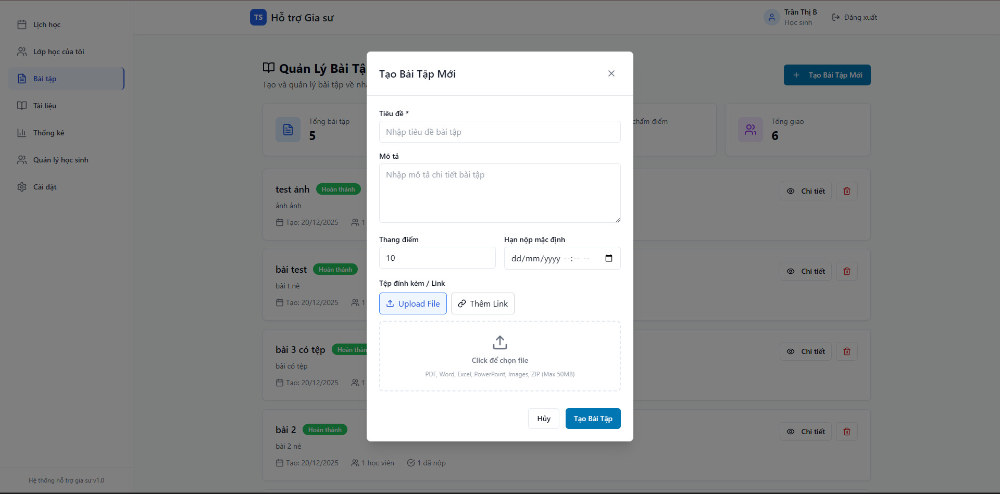 TS Hỗ trợ Gia sư
Trần Thị B
Học sinh
Đăng xuất
Lịch học
Lớp học của tôi
Bài tập
Tài liệu
Thống kê
Quản lý học sinh
Cài đặt
Hệ thống hỗ trợ gia sư v1.0
Quản Lý Bài Tậ
Tạo và quản lý bài tập về nh
Tạo Bài Tập Mới
Tổng bài tập
5
chấm điểm
Tổng giao
6
test ảnh Hoàn thành
ảnh ảnh
Tạo: 20/12/2025 1
Chi tiết
bài test Hoàn thành
bài t nè
Tạo: 20/12/2025 1
Chi tiết
bài 3 có tệp Hoàn thàn
bài có tệp
Tạo: 20/12/2025 1
Chi tiết
bài 2 Hoàn thành
bài 2 nè
Tạo: 20/12/2025 1 học viên 1 đã nộp
Chi tiết
Tạo Bài Tập Mới
Tiêu đề *
Nhập tiêu đề bài tập
Mô tả
Nhập mô tả chi tiết bài tập
Thang điểm
10
Hạn nộp mặc định
dd/mm/yyyy --:-- --
Tệp đính kèm / Link
Upload File
Thêm Link
Click để chọn file
PDF, Word, Excel, PowerPoint, Images, ZIP (Max 50MB)
Hủy
Tạo Bài Tập